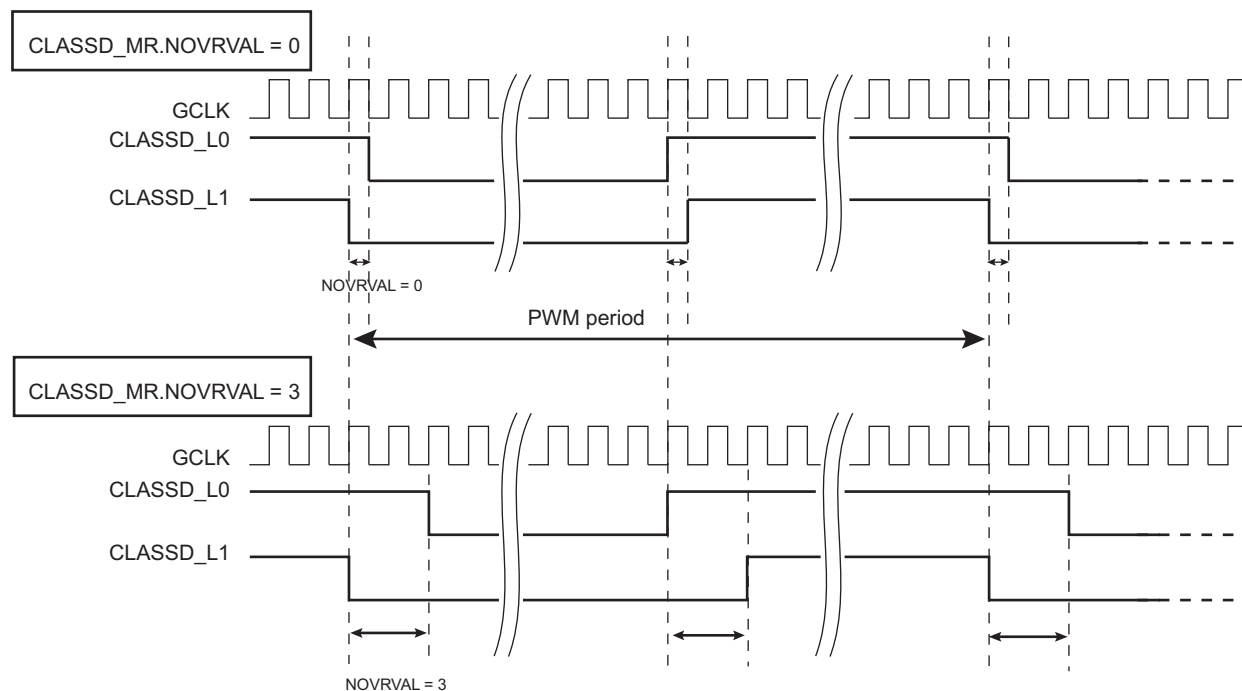 CLASSD_MR.NOVRVAL = 0
GCLK
CLASSD_L0
CLASSD_L1
NOVRVAL = 0
PWM period
CLASSD_MR.NOVRVAL = 3
GCLK
CLASSD_L0
CLASSD_L1
NOVRVAL = 3